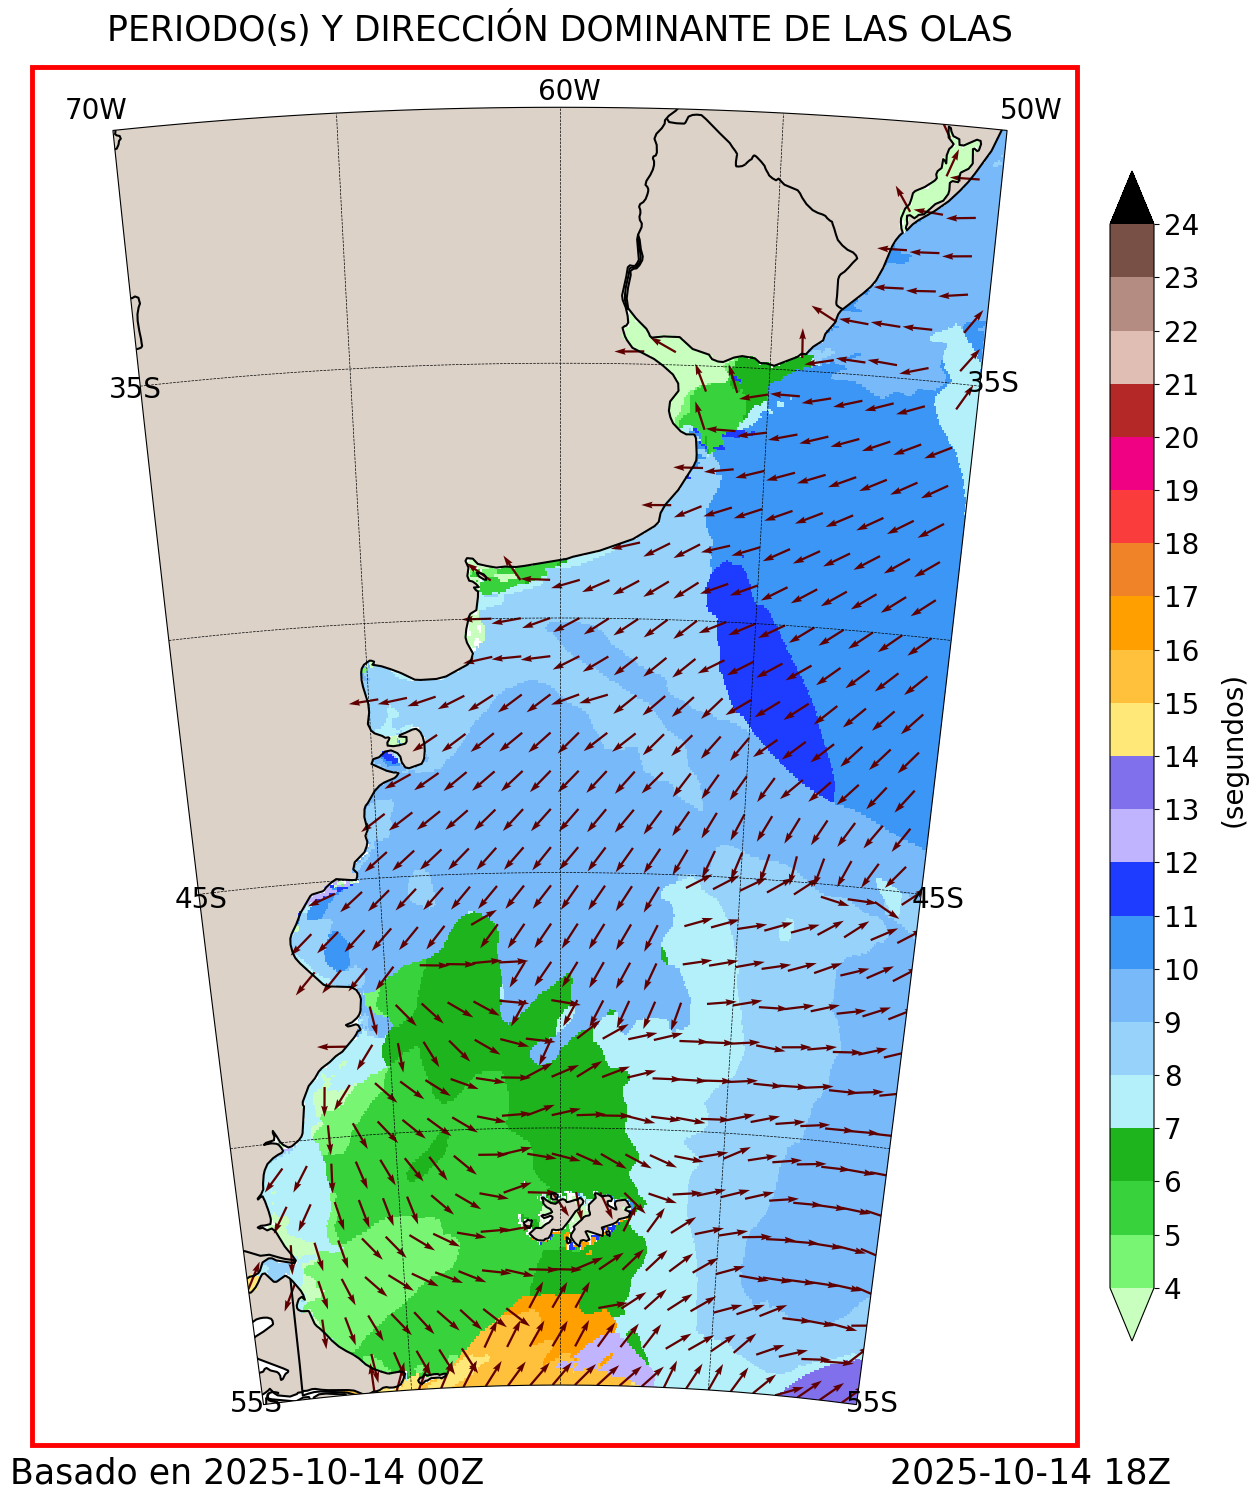 PERIODO(s) Y DIRECCIÓN DOMINANTE DE LAS OLAS
70W
60W
50W
35S
35S
45S
45S
55S
55S
24
23
22
21
20
19
18
17
16
15
14
13
12
11
10
9
8
7
6
5
4
(segundos)
Basado en 2025-10-14 00Z
2025-10-14 18Z